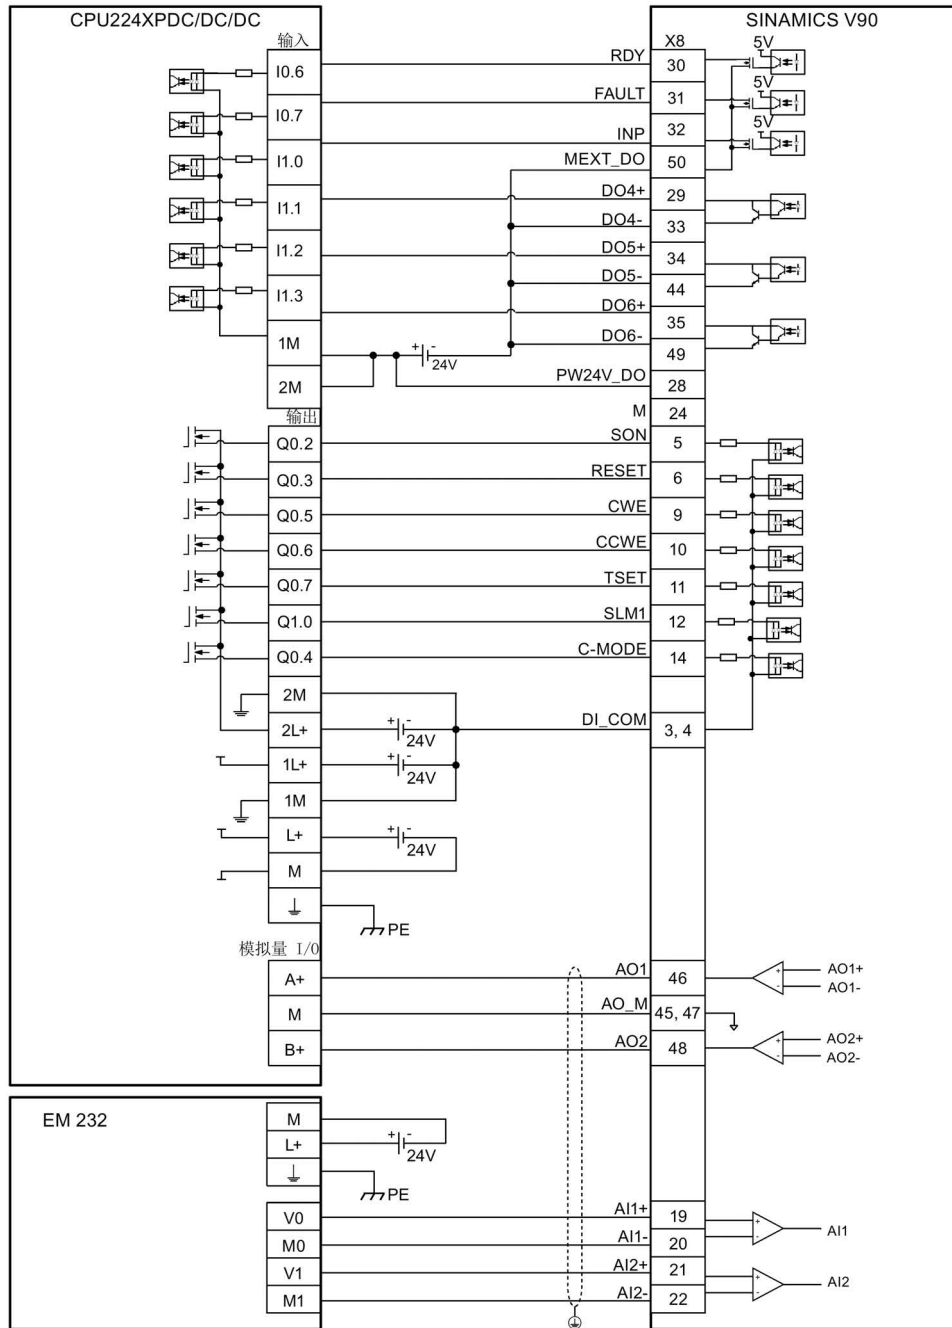 CPU224XPDC/DC/DC
SINAMICS V90
输入
X8
I0.6
RDY
30
5V
I0.7
FAULT
31
5V
I1.0
INP
32
5V
MEXT_DO
50
I1.1
DO4+
29
DO4-
33
I1.2
DO5+
34
DO5-
44
I1.3
DO6+
35
1M
DO6-
49
+ -
24V
2M
PW24V_DO
28
输出
M
24
Q0.2
SON
5
Q0.3
RESET
6
Q0.5
CWE
9
Q0.6
CCWE
10
Q0.7
TSET
11
Q1.0
SLM1
12
Q0.4
C-MODE
14
2M
2L+
+ -
24V
DI_COM
3, 4
1L+
+ -
24V
1M
L+
+ -
24V
M
PE
模拟量 I/O
A+
AO1
46
+
-
AO1+
AO1-
M
AO_M
45, 47
B+
AO2
48
+
-
AO2+
AO2-
EM 232
M
L+
+ -
24V
PE
V0
AI1+
19
+
-
AI1
M0
AI1-
20
V1
AI2+
21
+
-
AI2
M1
AI2-
22